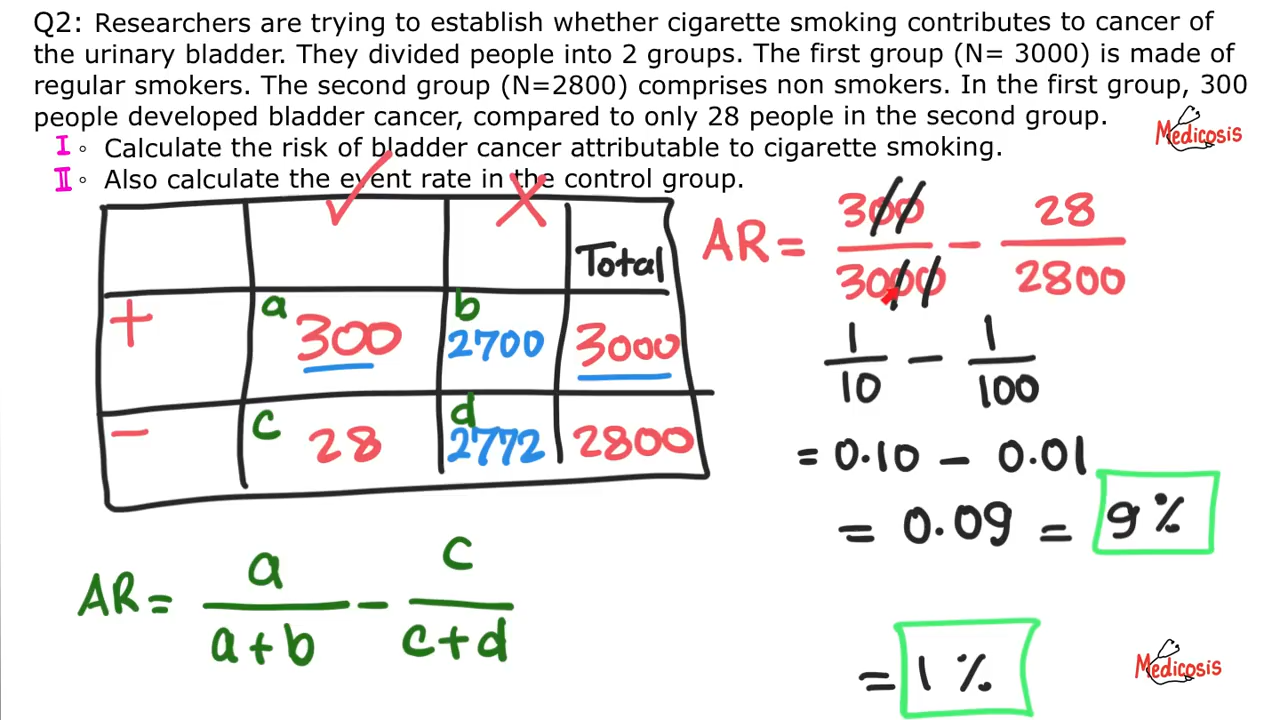 Q2: Researchers are trying to establish whether cigarette smoking contributes to cancer of
the urinary bladder. They divided people into 2 groups. The first group (N= 3000) is made of
regular smokers. The second group (N=2800) comprises non smokers. In the first group, 300
people developed bladder cancer, compared to only 28 people in the second group.
Medicosis
I ◦ Calculate the risk of bladder cancer attributable to cigarette smoking.
II ◦ Also calculate the event rate in the control group.
✓ X Total
+ a 300 b 2700 3000
− c 28 d 2772 2800
AR = 300/3000 − 28/2800
1/10 − 1/100
= 0.10 − 0.01
= 0.09 = 9%
AR = a/a+b − c/c+d
= 1%
Medicosis